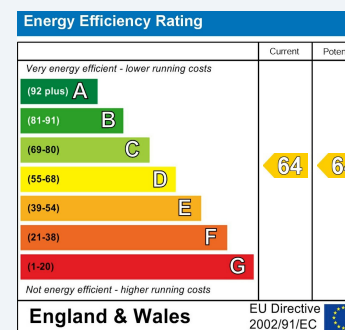 Energy Efficiency Rating
Current
Very energy efficient - lower running costs
(92 plus) A
(81-91) B
(69-80) C
(55-68) D
64
(39-54) E
(21-38) F
(1-20) G
Not energy efficient - higher running costs
England & Wales
EU Directive
2002/91/EC